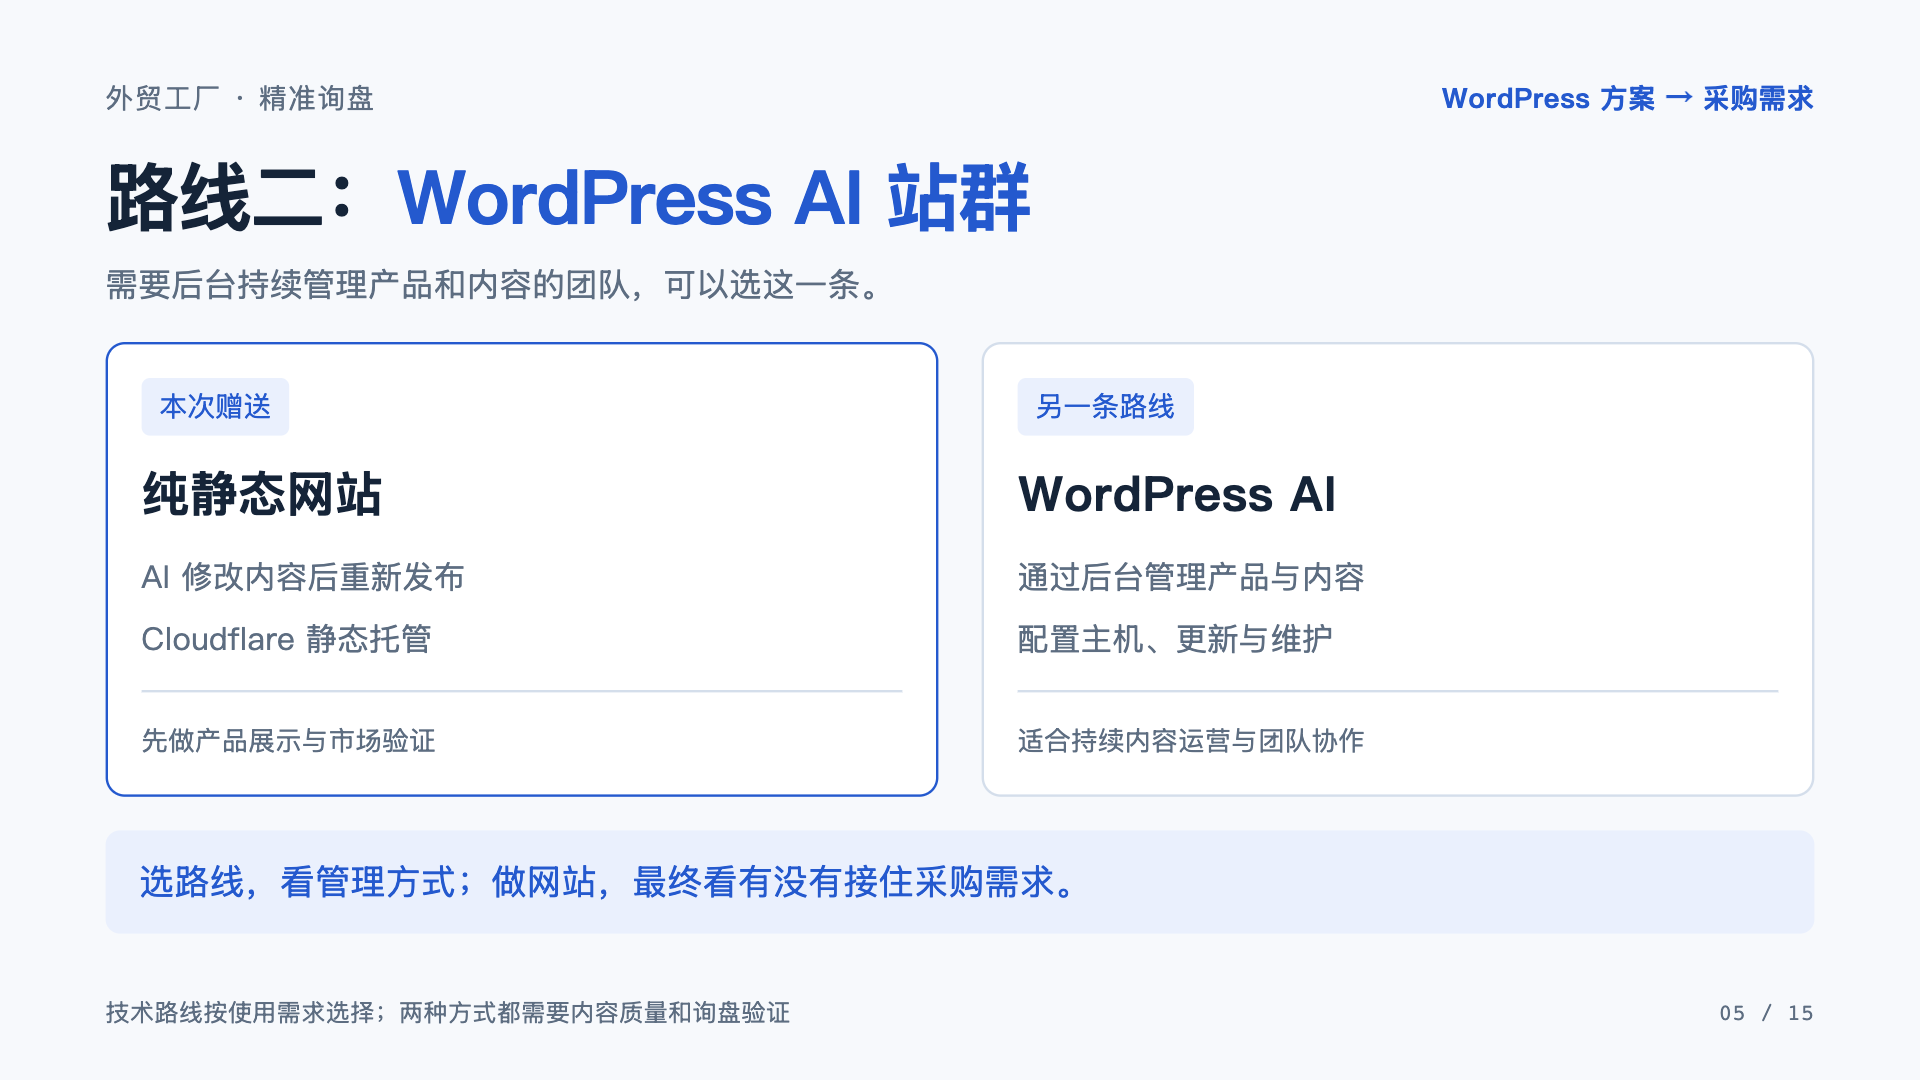 外贸工厂 · 精准询盘
WordPress 方案 → 采购需求
路线二：WordPress AI 站群
需要后台持续管理产品和内容的团队，可以选这一条。
本次赠送
纯静态网站
AI 修改内容后重新发布
Cloudflare 静态托管
先做产品展示与市场验证
另一条路线
WordPress AI
通过后台管理产品与内容
配置主机、更新与维护
适合持续内容运营与团队协作
选路线，看管理方式；做网站，最终看有没有接住采购需求。
技术路线按使用需求选择；两种方式都需要内容质量和询盘验证
05 / 15